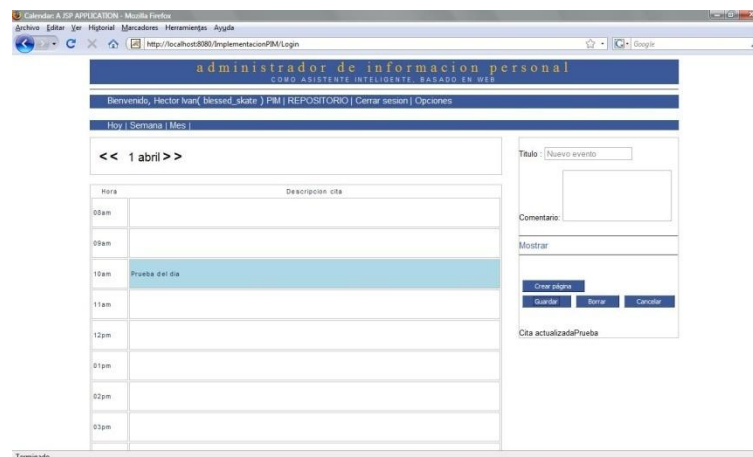 Calendar: A JSP APPLICATION - Mozilla Firefox
Archivo Editar Ver Historial Marcadores Herramientas Ayuda
http://localhost:8080/ImplementacionPIM/Login
Google
administrador de informacion personal
COMO ASISTENTE INTELIGENTE, BASADO EN WEB
Bienvenido, Hector Ivan( blessed_skate ) PIM | REPOSITORIO | Cerrar sesion | Opciones
Hoy | Semana | Mes |
<< 1 abril >>
Hora Descripcion cita
08am
09am
10am Prueba del dia
11am
12pm
01pm
02pm
03pm
Titulo : Nuevo evento
Comentario:
Mostrar
Crear página
Guardar Borrar Cancelar
Cita actualizadaPrueba
Terminado